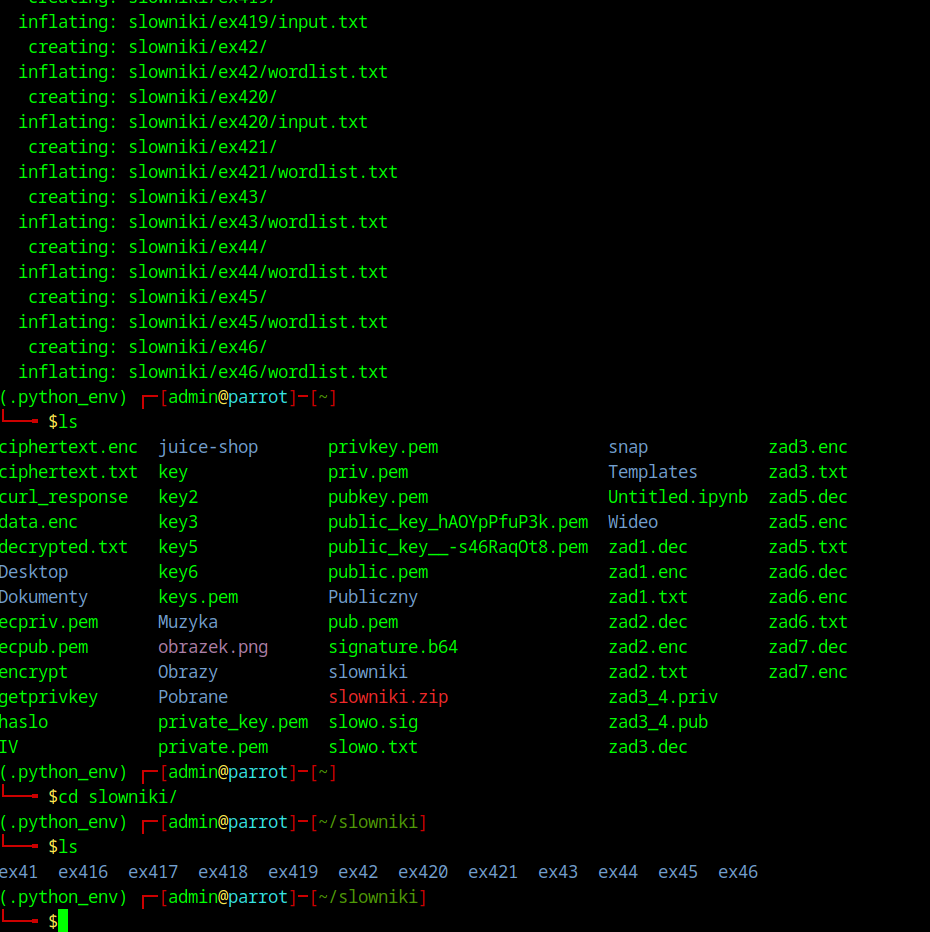 creating: slowniki/ex419/
inflating: slowniki/ex419/input.txt
creating: slowniki/ex42/
inflating: slowniki/ex42/wordlist.txt
creating: slowniki/ex420/
inflating: slowniki/ex420/input.txt
creating: slowniki/ex421/
inflating: slowniki/ex421/wordlist.txt
creating: slowniki/ex43/
inflating: slowniki/ex43/wordlist.txt
creating: slowniki/ex44/
inflating: slowniki/ex44/wordlist.txt
creating: slowniki/ex45/
inflating: slowniki/ex45/wordlist.txt
creating: slowniki/ex46/
inflating: slowniki/ex46/wordlist.txt
(.python_env) ┌─[admin@parrot]─[~]
└──╼ $ls
ciphertext.enc juice-shop privkey.pem snap zad3.enc
ciphertext.txt key priv.pem Templates zad3.txt
curl_response key2 pubkey.pem Untitled.ipynb zad5.dec
data.enc key3 public_key_hAOYpPfuP3k.pem Wideo zad5.enc
decrypted.txt key5 public_key__-s46RaqOt8.pem zad1.dec zad5.txt
Desktop key6 public.pem zad1.enc zad6.dec
Dokumenty keys.pem Publiczny zad1.txt zad6.enc
ecpriv.pem Muzyka pub.pem zad2.dec zad6.txt
ecpub.pem obrazek.png signature.b64 zad2.enc zad7.dec
encrypt Obrazy slowniki zad2.txt zad7.enc
getprivkey Pobrane slowniki.zip zad3_4.priv
haslo private_key.pem slowo.sig zad3_4.pub
IV private.pem slowo.txt zad3.dec
(.python_env) ┌─[admin@parrot]─[~]
└──╼ $cd slowniki/
(.python_env) ┌─[admin@parrot]─[~/slowniki]
└──╼ $ls
ex41 ex416 ex417 ex418 ex419 ex42 ex420 ex421 ex43 ex44 ex45 ex46
(.python_env) ┌─[admin@parrot]─[~/slowniki]
└──╼ $